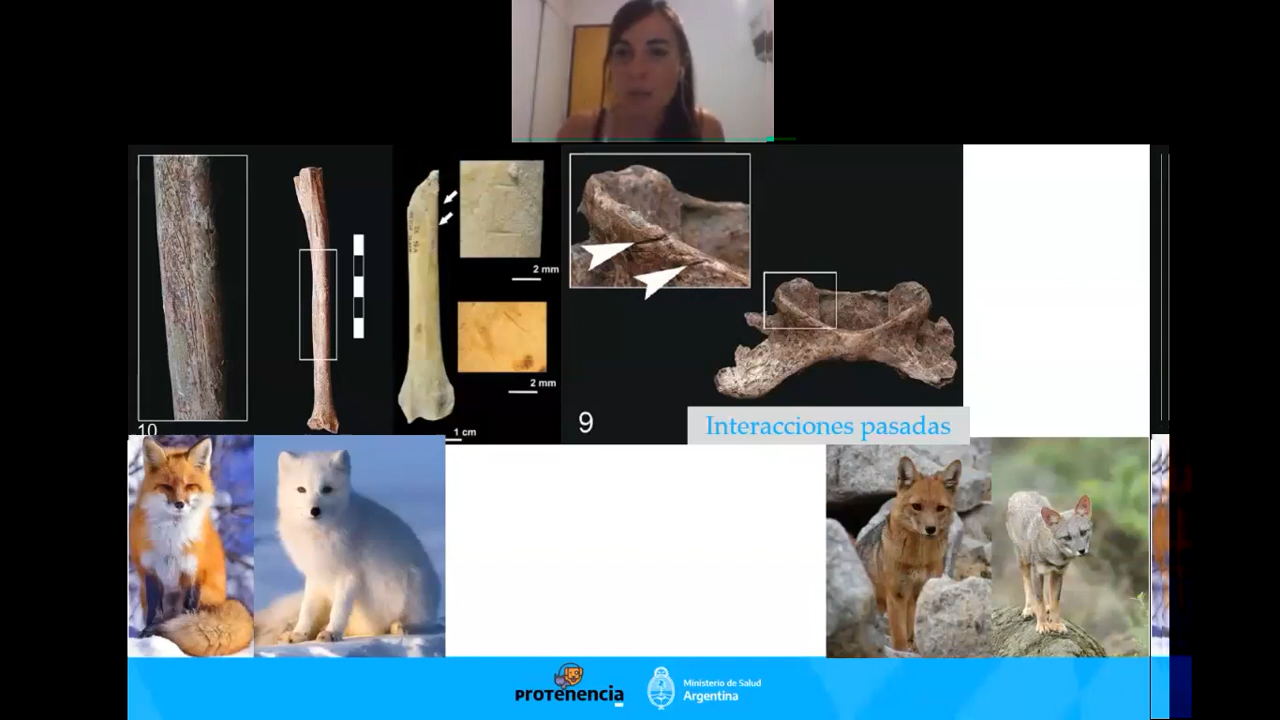 2 mm
2 mm
1 cm
10
9
Interacciones pasadas
PROTENENCIA
Ministerio de Salud
Argentina